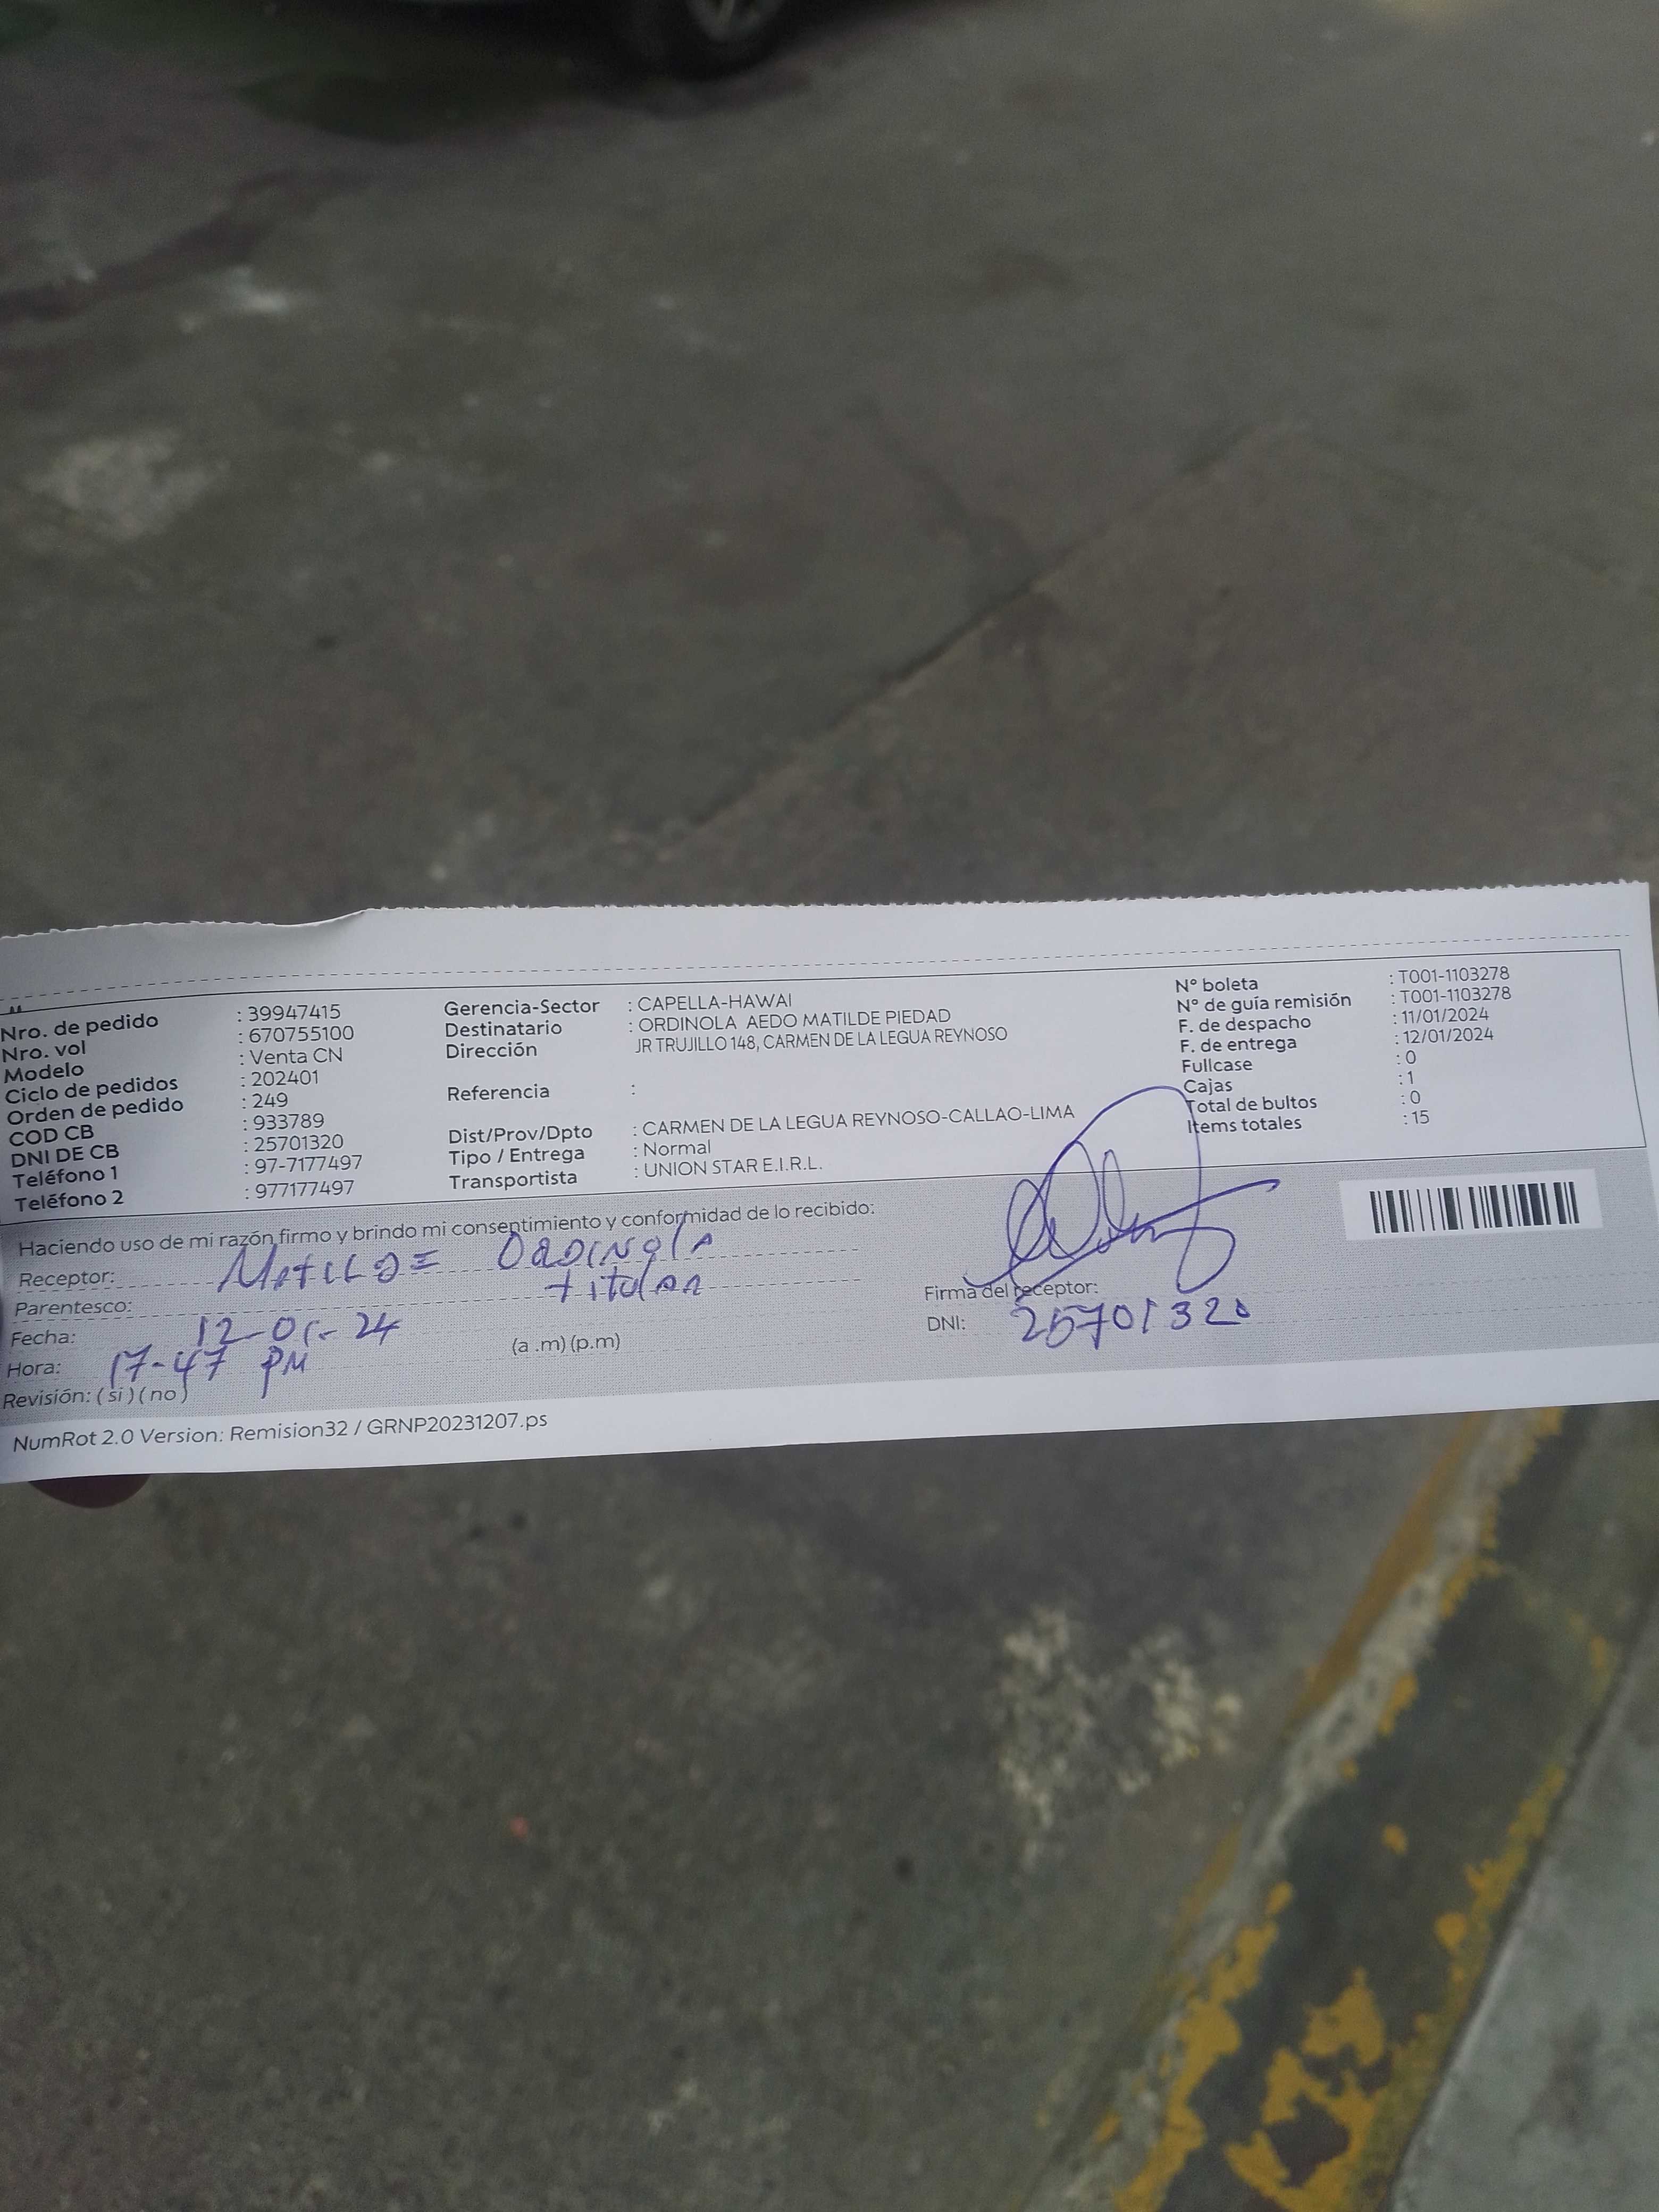 Nro. de pedido : 39947415
Nro. vol : 670755100
Modelo : Venta CN
Ciclo de pedidos : 202401
Orden de pedido : 249
COD CB : 933789
DNI DE CB : 25701320
Teléfono 1 : 97-7177497
Teléfono 2 : 977177497
Gerencia-Sector : CAPELLA-HAWAI
Destinatario : ORDINOLA AEDO MATILDE PIEDAD
Dirección JR TRUJILLO 148, CARMEN DE LA LEGUA REYNOSO
Referencia :
Dist/Prov/Dpto : CARMEN DE LA LEGUA REYNOSO-CALLAO-LIMA
Tipo / Entrega : Normal
Transportista : UNION STAR E.I.R.L.
N° boleta : T001-1103278
N° de guía remisión : T001-1103278
F. de despacho : 11/01/2024
F. de entrega : 12/01/2024
Fullcase : 0
Cajas : 1
Total de bultos : 0
Items totales : 15
Haciendo uso de mi razón firmo y brindo mi consentimiento y conformidad de lo recibido:
Receptor: MatILDE ORDINolA
Parentesco: titulaR
Fecha: 12-01-24
Hora: 17-47 PM (a .m) (p.m)
Revisión: ( si ) ( no )
Firma del receptor:
DNI: 25701320
NumRot 2.0 Version: Remision32 / GRNP20231207.ps